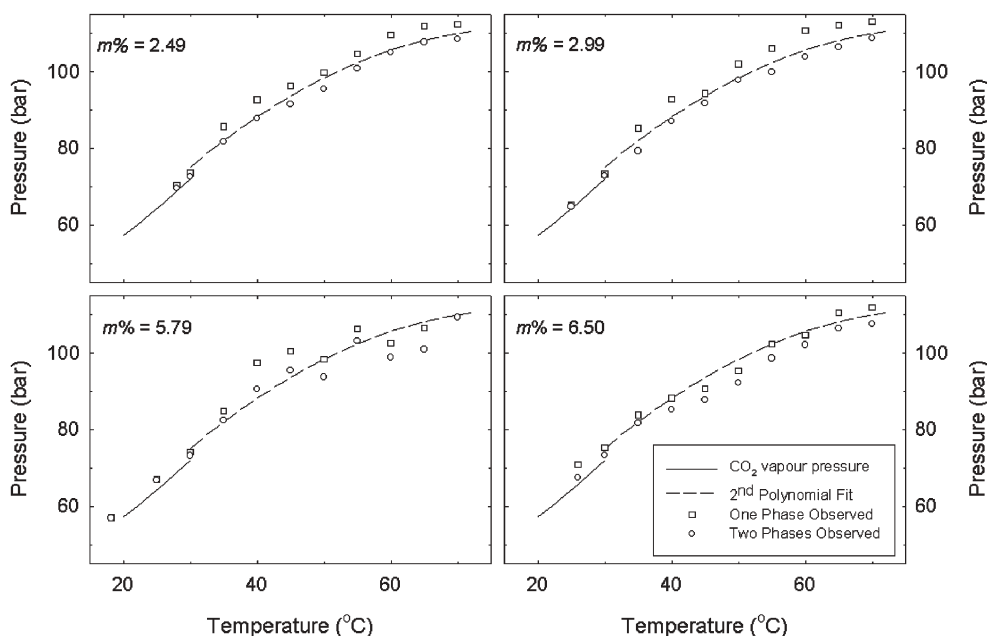 m% = 2.49
m% = 2.99
100
80
60
Pressure (bar)
100
80
60
Pressure (bar)
m% = 5.79
m% = 6.50
100
80
60
Pressure (bar)
100
80
60
Pressure (bar)
CO2 vapour pressure
2nd Polynomial Fit
One Phase Observed
Two Phases Observed
20 40 60
20 40 60
Temperature (°C)
Temperature (°C)